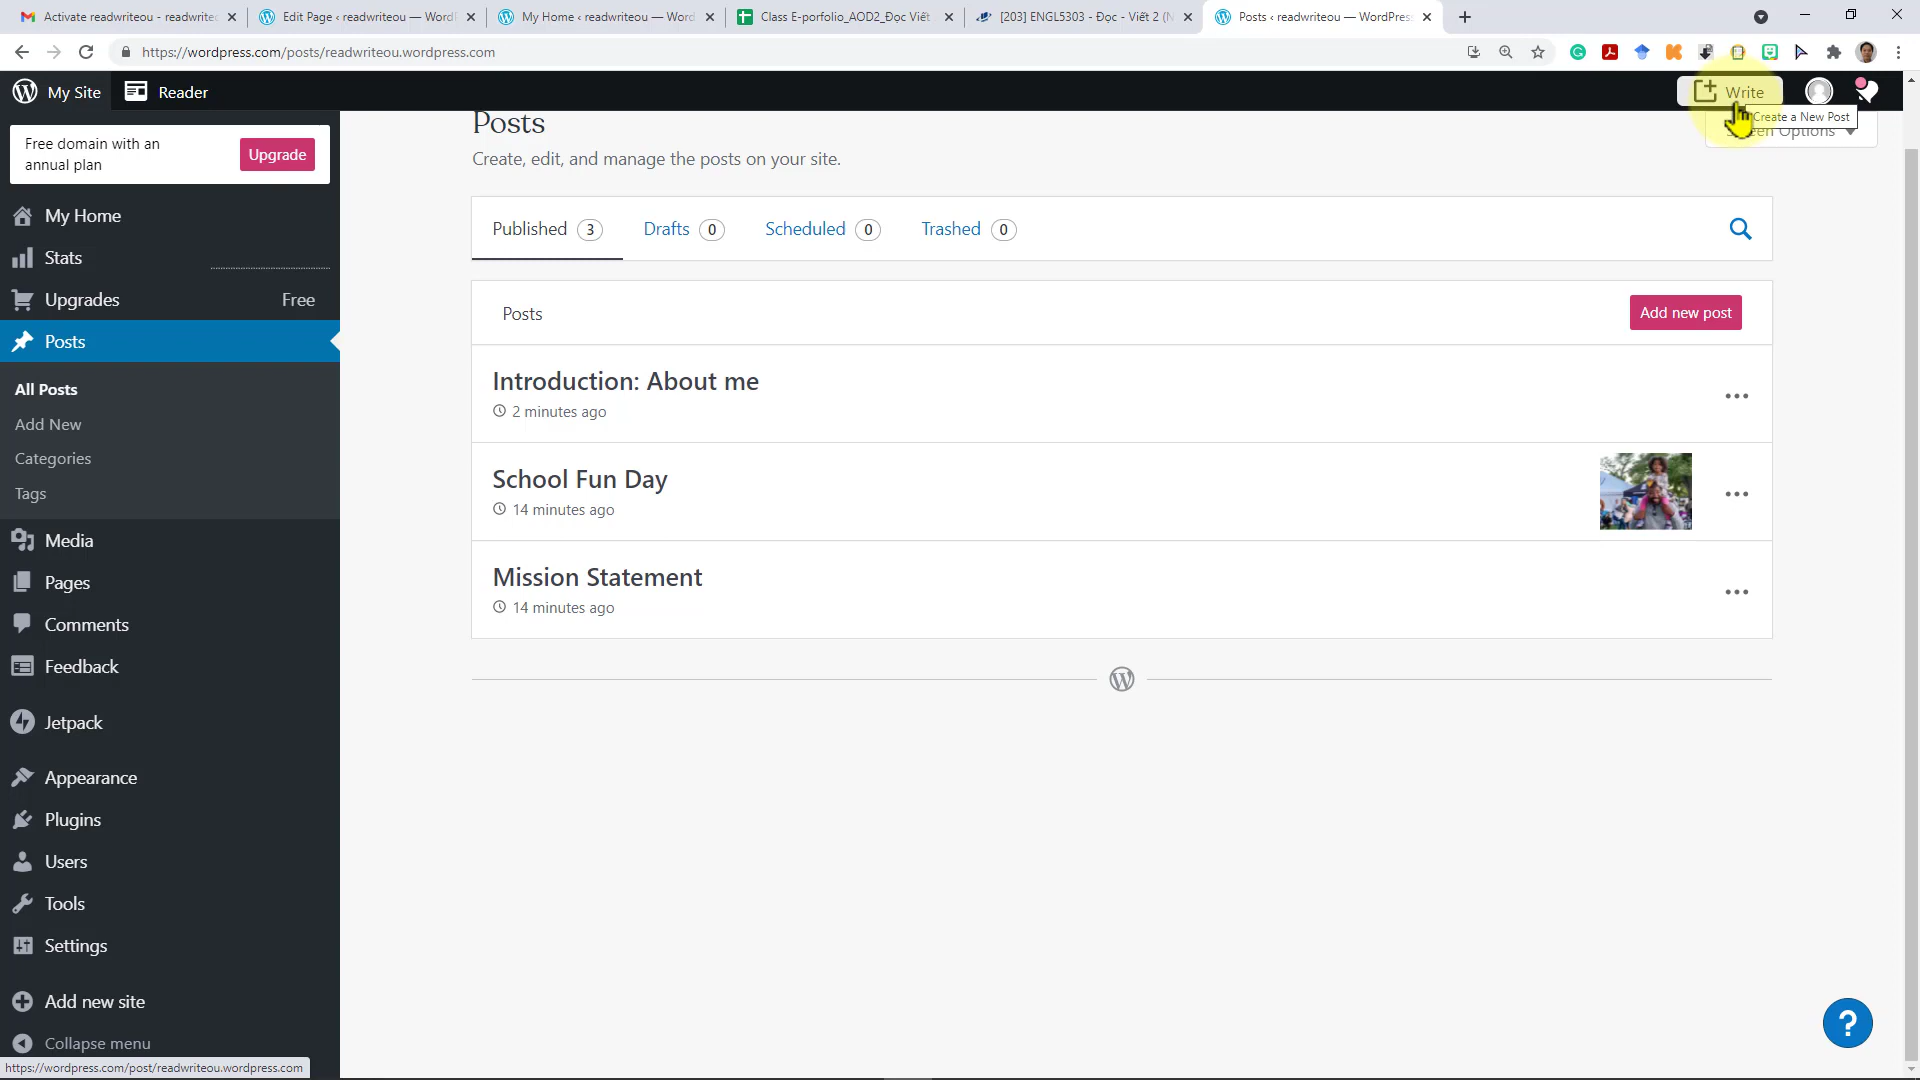 Activate readwriteou - readwrite
Edit Page ‹ readwriteou — Word
My Home ‹ readwriteou — Word
Class E-porfolio_AOD2_Đọc Viết
[203] ENGL5303 - Đọc - Viết 2 (N
Posts ‹ readwriteou — WordPres
https://wordpress.com/posts/readwriteou.wordpress.com
My Site
Reader
Write
Create a New Post
Screen Options
Free domain with an
annual plan
Upgrade
My Home
Stats
Upgrades
Free
Posts
All Posts
Add New
Categories
Tags
Media
Pages
Comments
Feedback
Jetpack
Appearance
Plugins
Users
Tools
Settings
Add new site
Collapse menu
https://wordpress.com/post/readwriteou.wordpress.com
Posts
Create, edit, and manage the posts on your site.
Published 3
Drafts 0
Scheduled 0
Trashed 0
Posts
Add new post
Introduction: About me
2 minutes ago
School Fun Day
14 minutes ago
Mission Statement
14 minutes ago
?